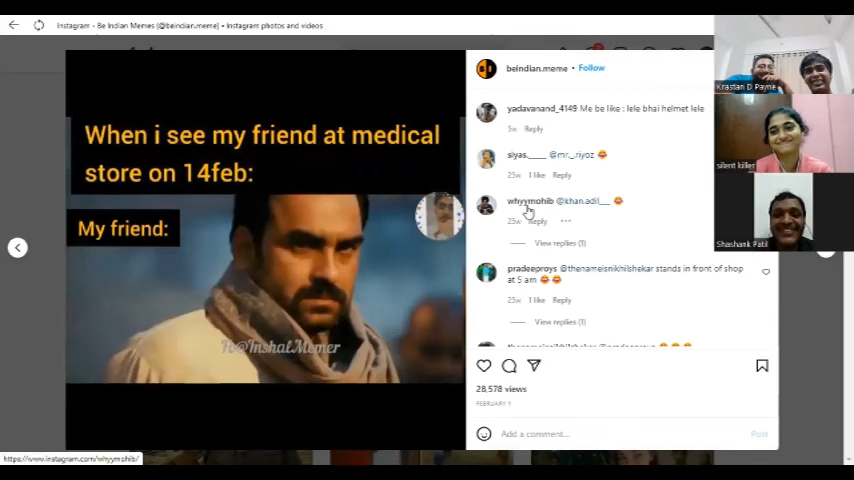 Instagram - Be Indian Memes (@beindian.meme) • Instagram photos and videos
When i see my friend at medical
store on 14feb:
My friend:
IG@InshalMemer
beindian.meme • Follow
yadavanand_4149 Me be like : lele bhai helmet lele
5w Reply
siyas._____ @mr._.riyoz 😂
25w 1 like Reply
whyymohib @khan.adil__ 😂
25w Reply ...
View replies (1)
pradeeproys @thenameisnikhilshekar stands in front of shop
at 5 am 😂 😂
25w 1 like Reply
View replies (1)
28,578 views
FEBRUARY 1
Add a comment...
Post
Krastan D Payne
silent killer
Shashank Patil
https://www.instagram.com/whyymohib/